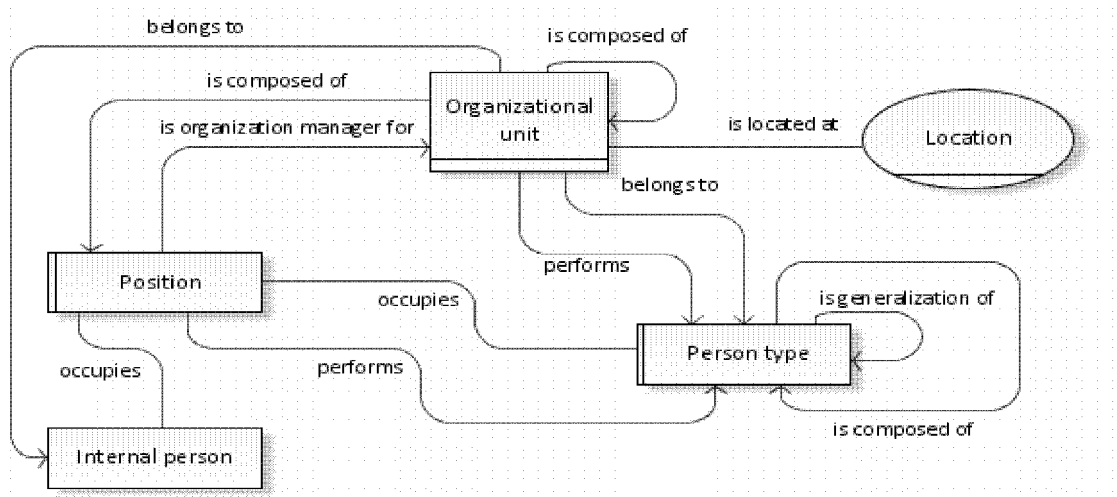 belongs to
is composed of
is composed of
Organizational
unit
is organization manager for
is located at
Location
belongs to
Position
performs
occupies
is generalization of
Person type
occupies
performs
is composed of
Internal person